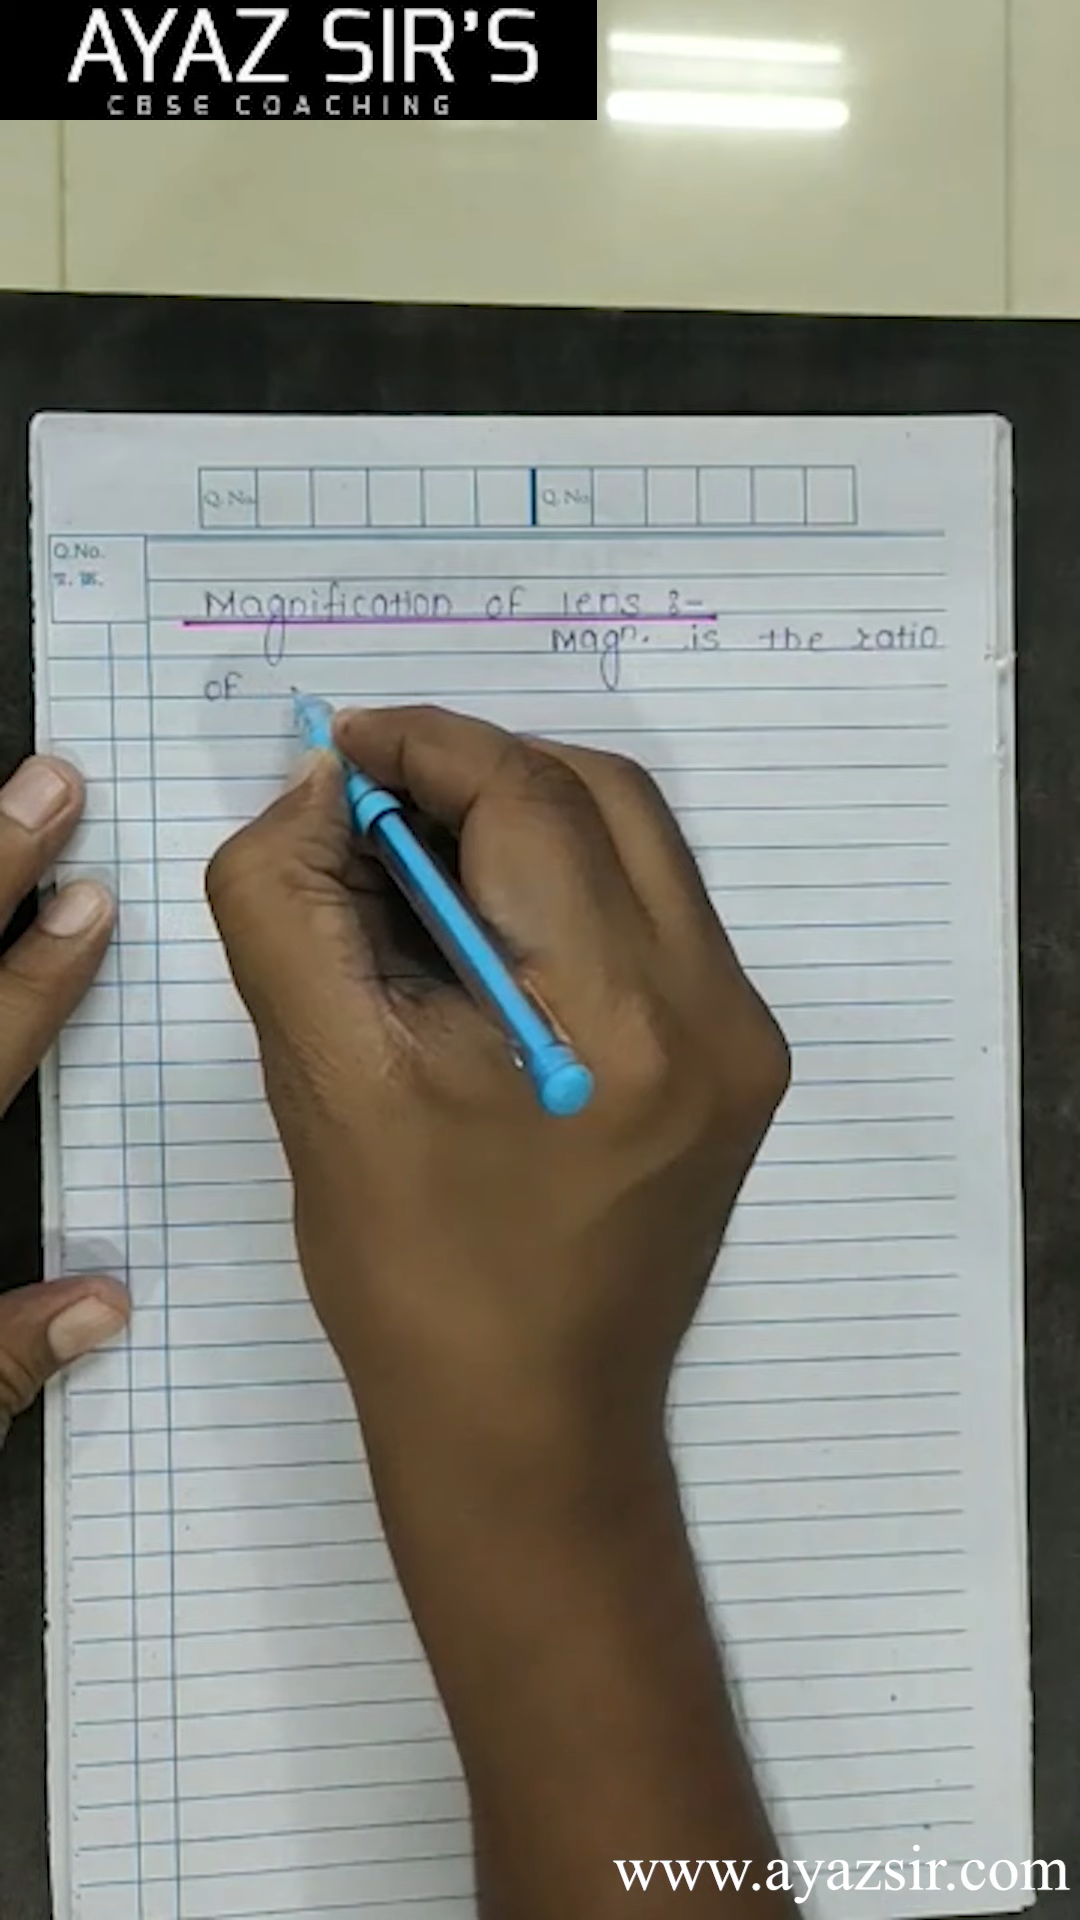 AYAZ SIR'S
CBSE COACHING
Q.No. Q.No.
Q.No.
प्र. क्र.
Magnification of lens :-
Magn. is the ratio
of
www.ayazsir.com